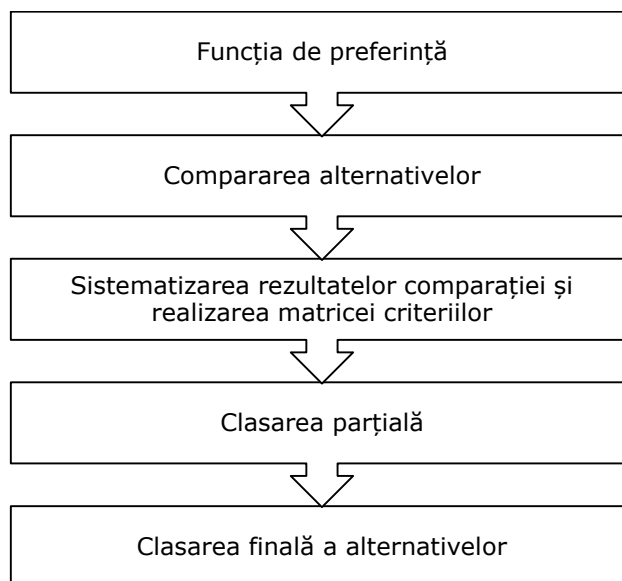 Funcția de preferință
Compararea alternativelor
Sistematizarea rezultatelor comparației și
realizarea matricei criteriilor
Clasarea parțială
Clasarea finală a alternativelor